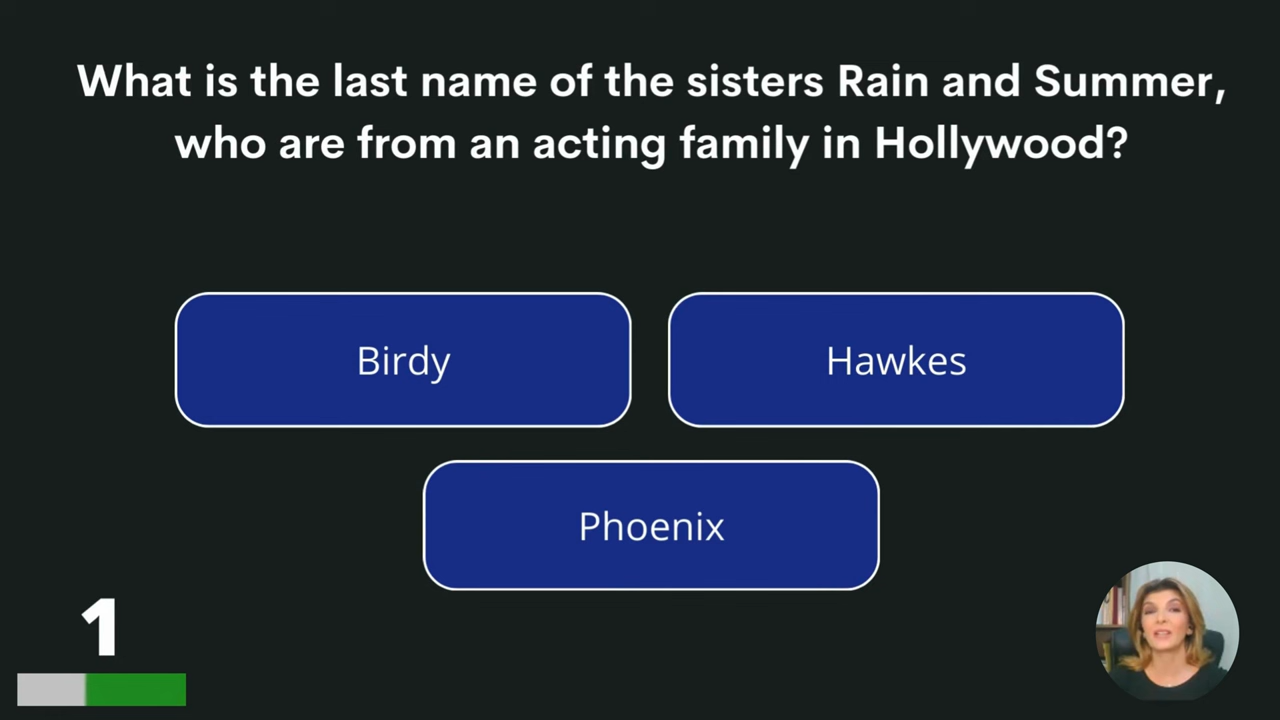 What is the last name of the sisters Rain and Summer,
who are from an acting family in Hollywood?
Birdy
Hawkes
Phoenix
1